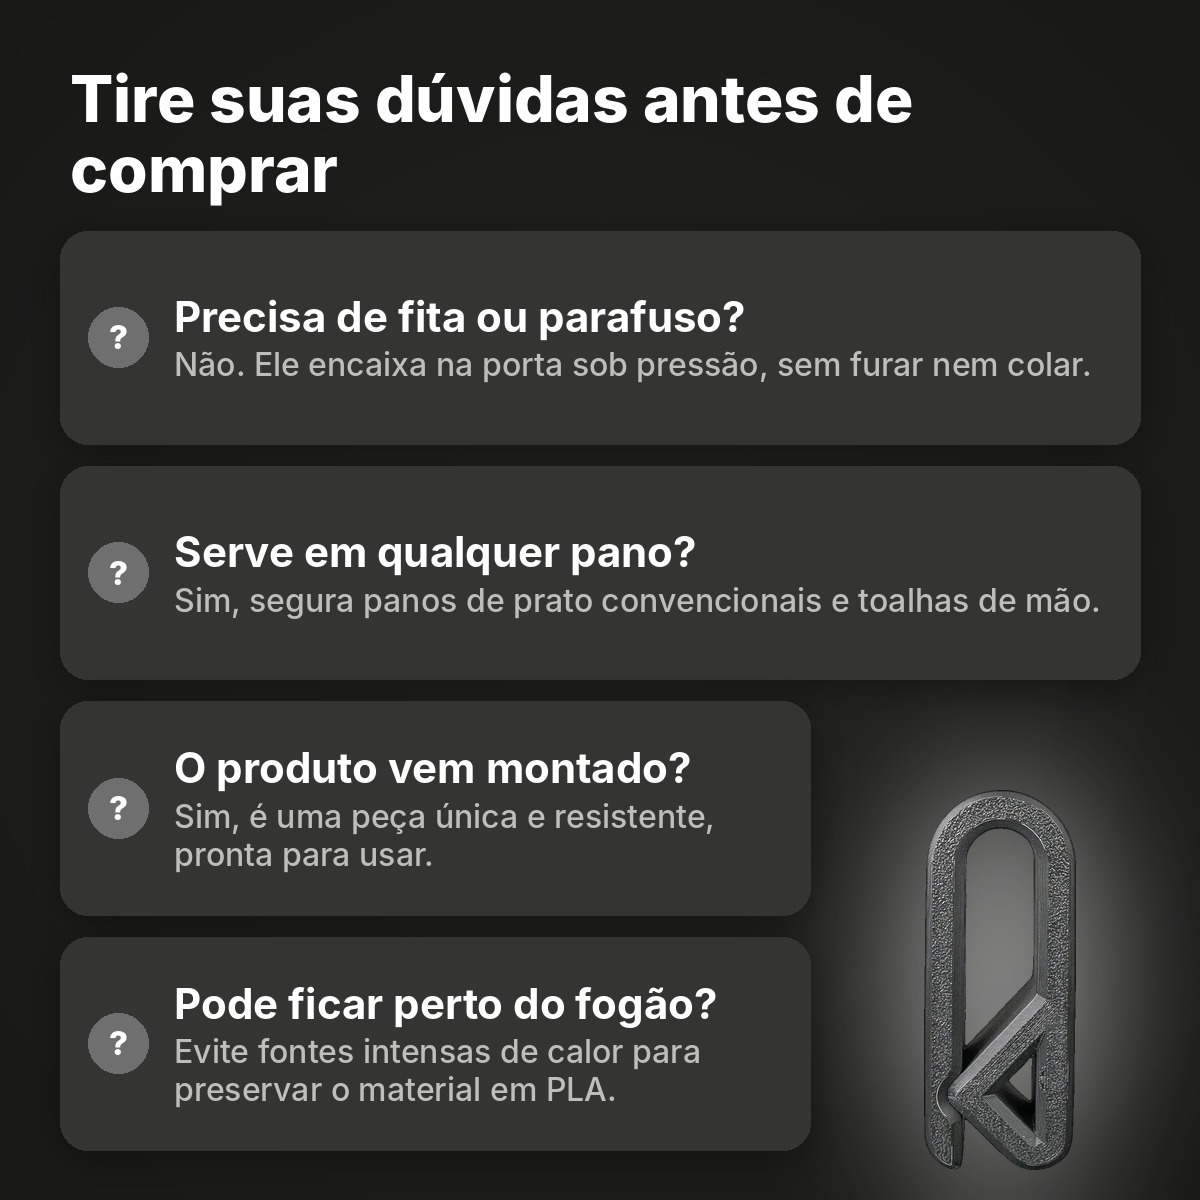 Tire suas dúvidas antes de
comprar
?
Precisa de fita ou parafuso?
Não. Ele encaixa na porta sob pressão, sem furar nem colar.
?
Serve em qualquer pano?
Sim, segura panos de prato convencionais e toalhas de mão.
?
O produto vem montado?
Sim, é uma peça única e resistente,
pronta para usar.
?
Pode ficar perto do fogão?
Evite fontes intensas de calor para
preservar o material em PLA.